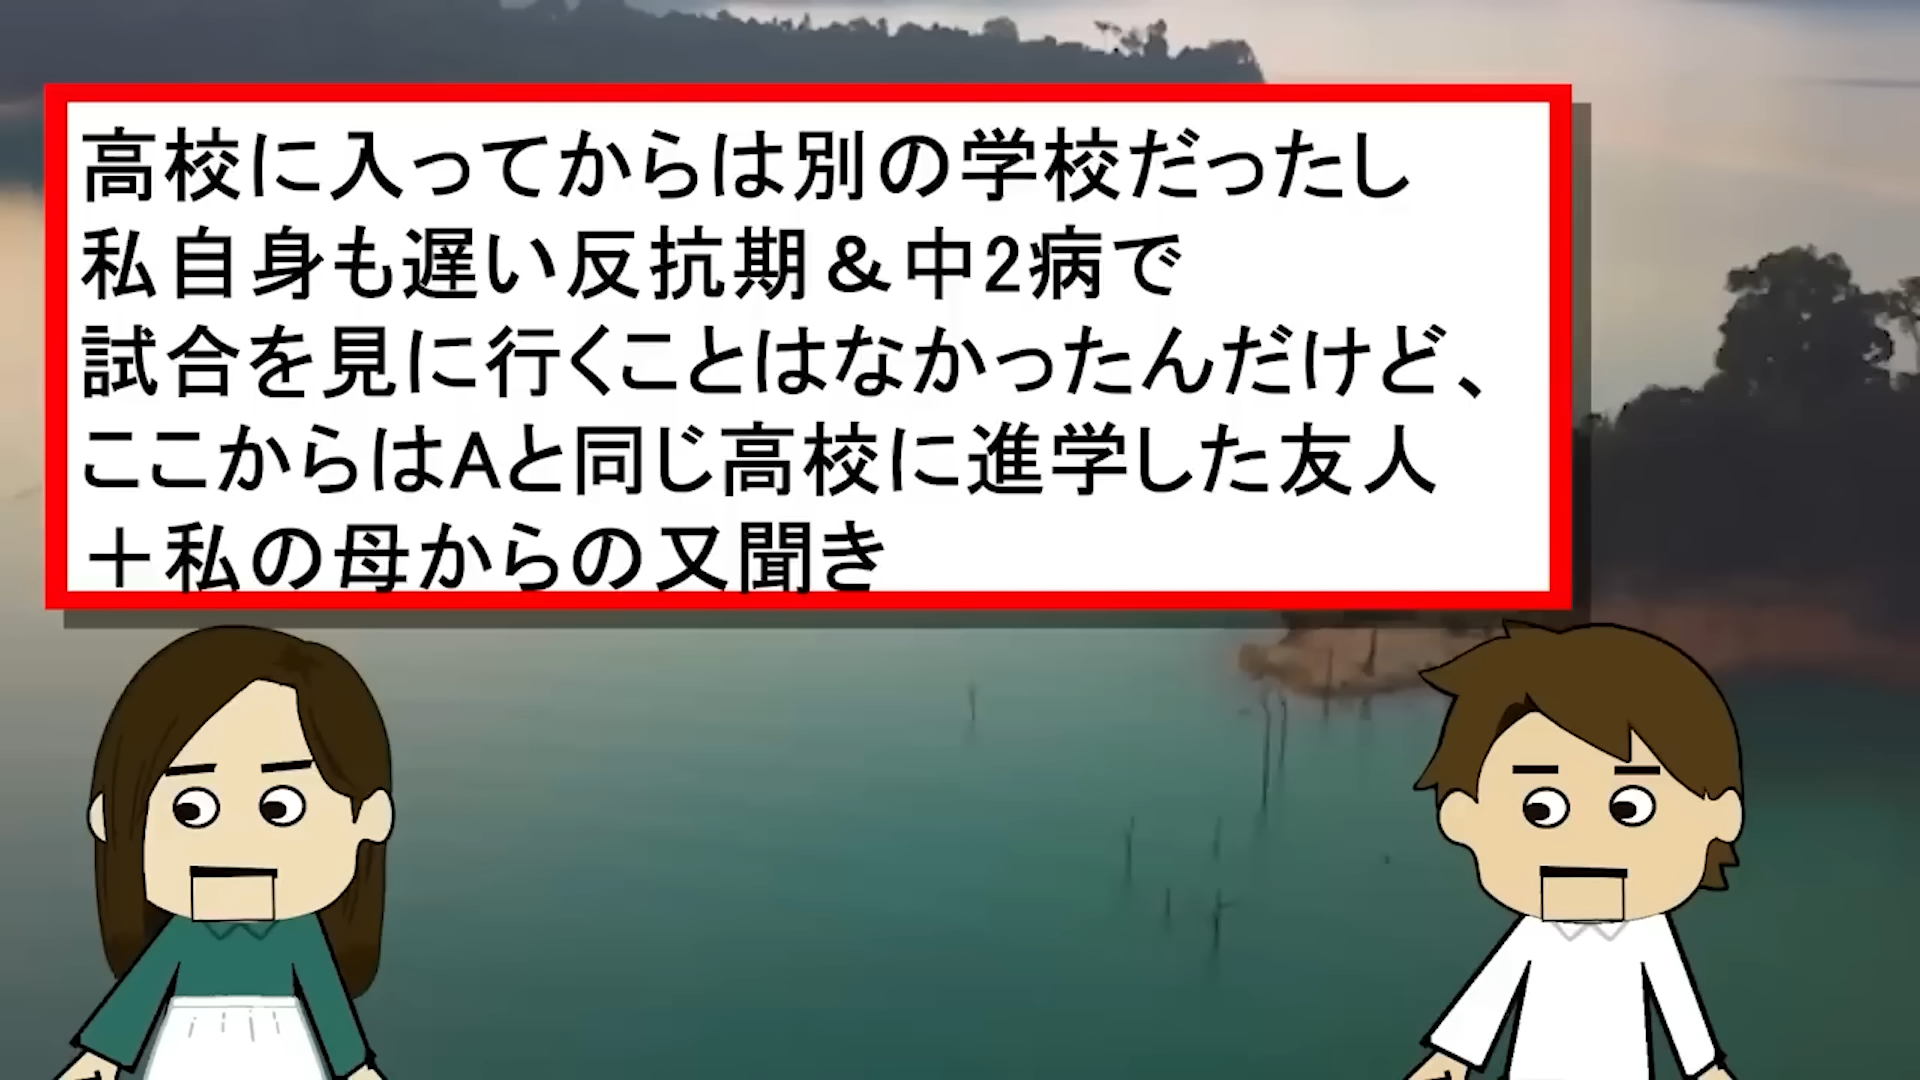 高校に入ってからは別の学校だったし
私自身も遅い反抗期＆中2病で
試合を見に行くことはなかったんだけど、
ここからはAと同じ高校に進学した友人
＋私の母からの又聞き